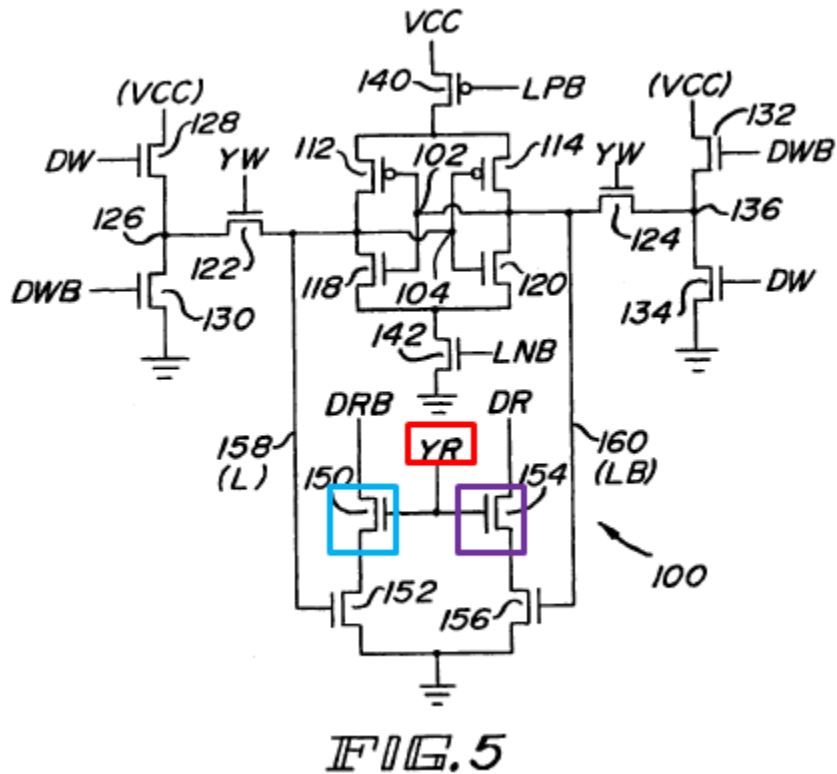 VCC
140
LPB
(VCC)
(VCC)
128
132
DW
YW
112
102
114
YW
DWB
126
136
122
124
DWB
118
104
120
DW
130
134
142
LNB
DRB
DR
158
(L)
YR
160
(LB)
150
154
100
152
156
FIG.5